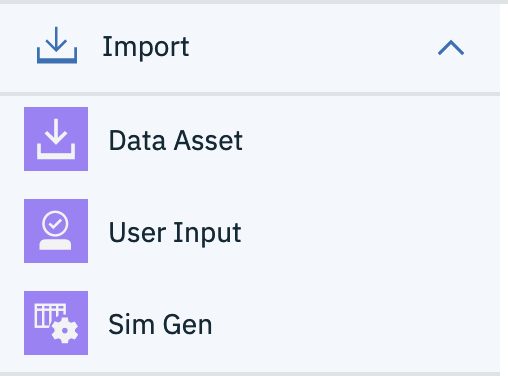 Import
Data Asset
User Input
Sim Gen